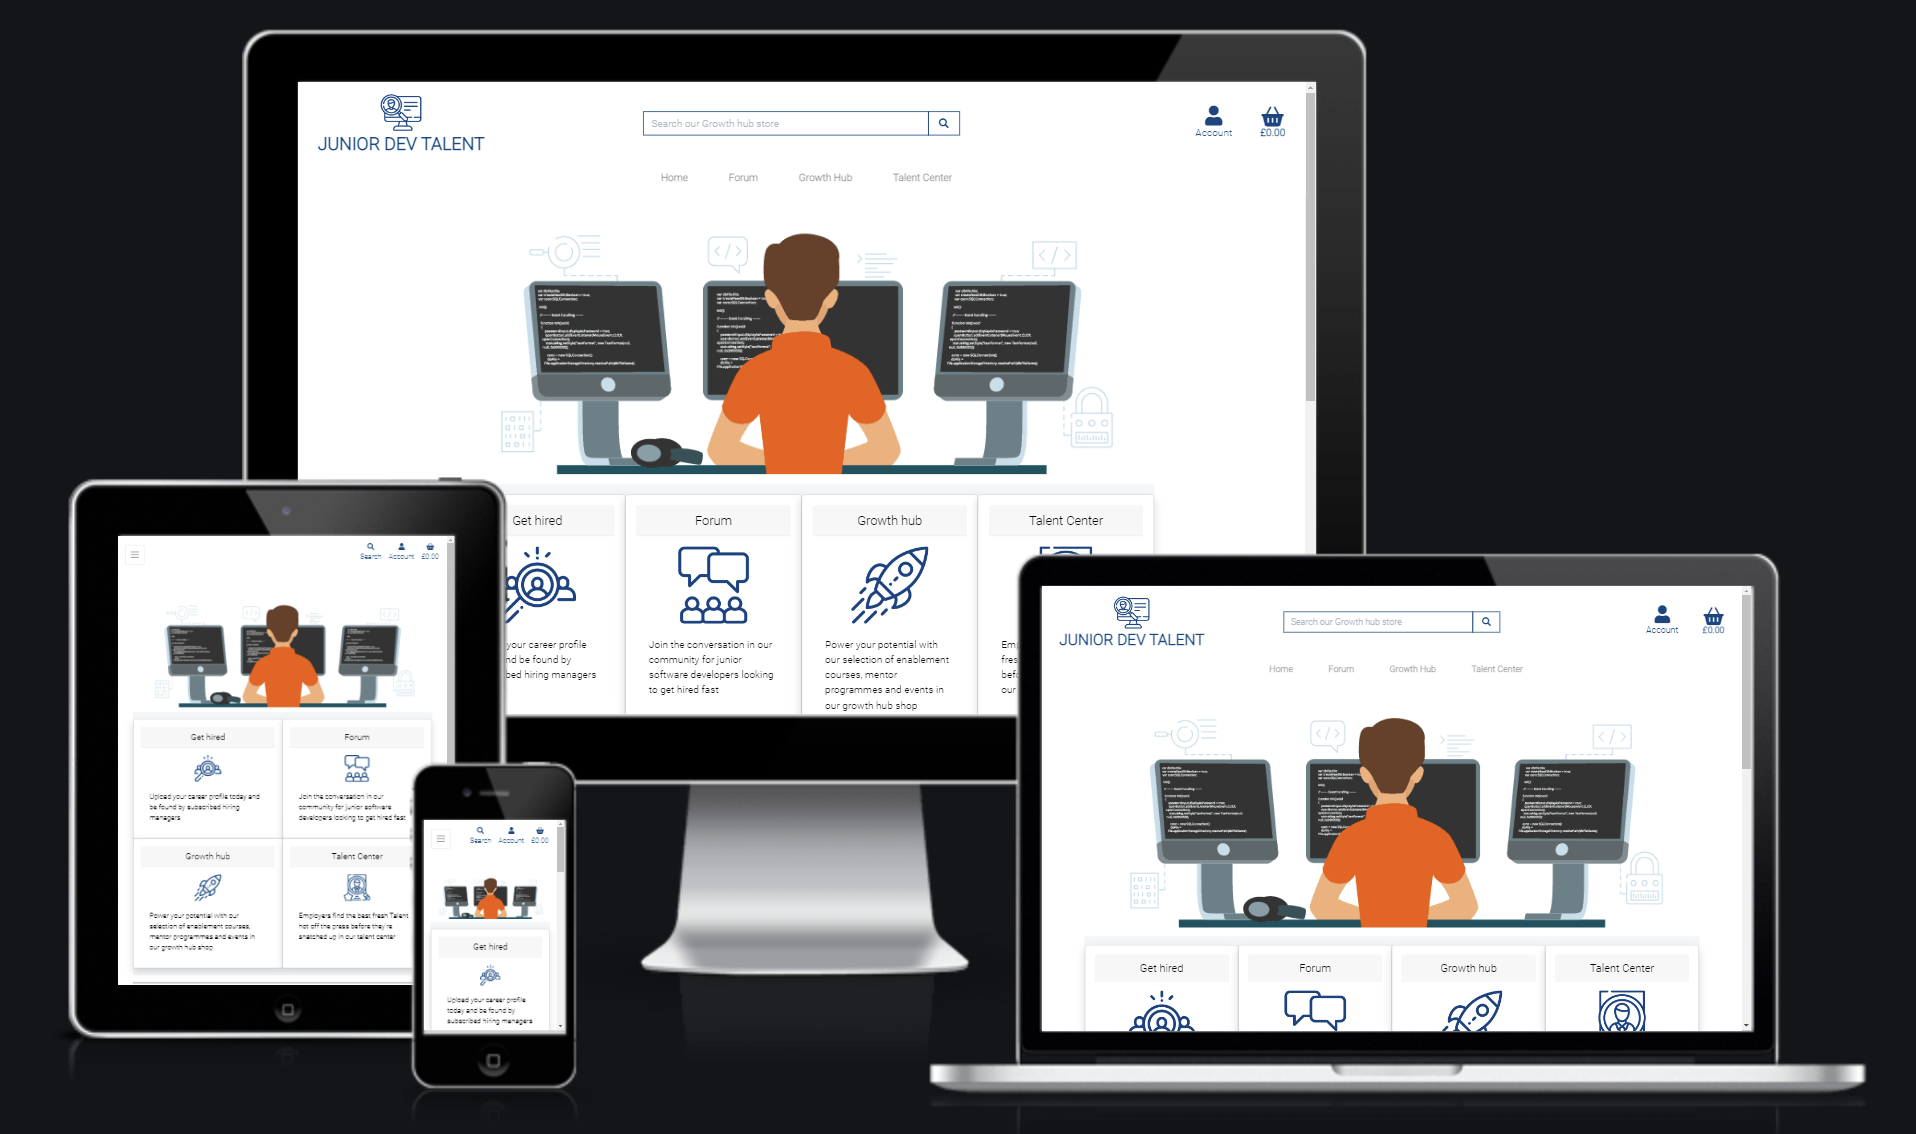 JUNIOR DEV TALENT
Search our Growth hub store
Account
£0.00
Home
Forum
Growth Hub
Talent Center
Get hired
Forum
Growth hub
Talent Center
your career profile
nd be found by
bed hiring managers
Join the conversation in our
community for junior
software developers looking
to get hired fast
Power your potential with
our selection of enablement
courses, mentor
programmes and events in
our growth hub shop
Em
fres
befo
our
Search
Account
£0.00
Get hired
Forum
Upload your career profile today and
be found by subscribed hiring
managers
Join the conversation in our
community for junior software
developers looking to get hired fast
Growth hub
Talent Center
Power your potential with our
selection of enablement courses,
mentor programmes and events in
our growth hub shop
Employers find the best fresh Talent
hot off the press before they're
snatched up in our talent center
Search
Account
£0.00
Get hired
Upload your career profile
today and be found by
subscribed hiring managers
JUNIOR DEV TALENT
Search our Growth hub store
Account
£0.00
Home
Forum
Growth Hub
Talent Center
Get hired
Forum
Growth hub
Talent Center